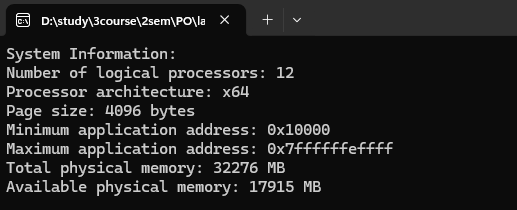 D:\study\3course\2sem\PO\la
System Information:
Number of logical processors: 12
Processor architecture: x64
Page size: 4096 bytes
Minimum application address: 0x10000
Maximum application address: 0x7ffffffeffff
Total physical memory: 32276 MB
Available physical memory: 17915 MB